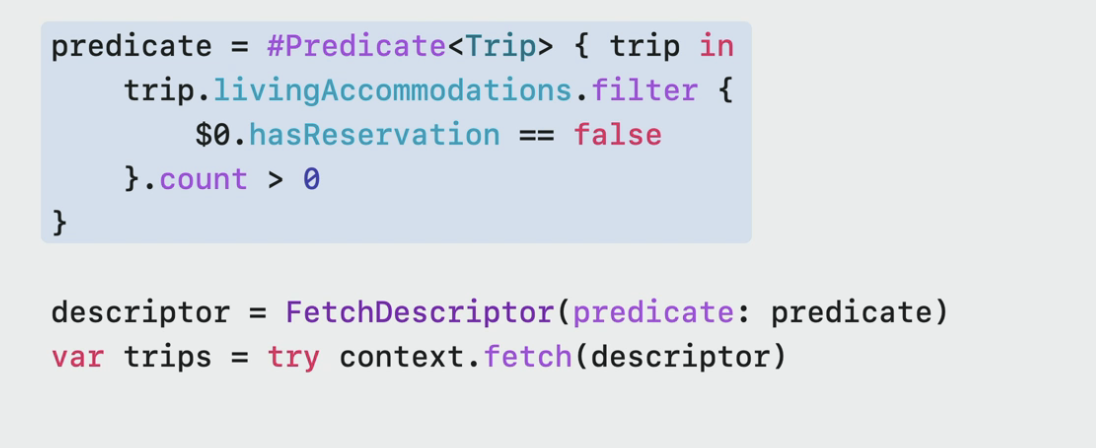 predicate = #Predicate<Trip> { trip in
    trip.livingAccommodations.filter {
        $0.hasReservation == false
    }.count > 0
}
descriptor = FetchDescriptor(predicate: predicate)
var trips = try context.fetch(descriptor)